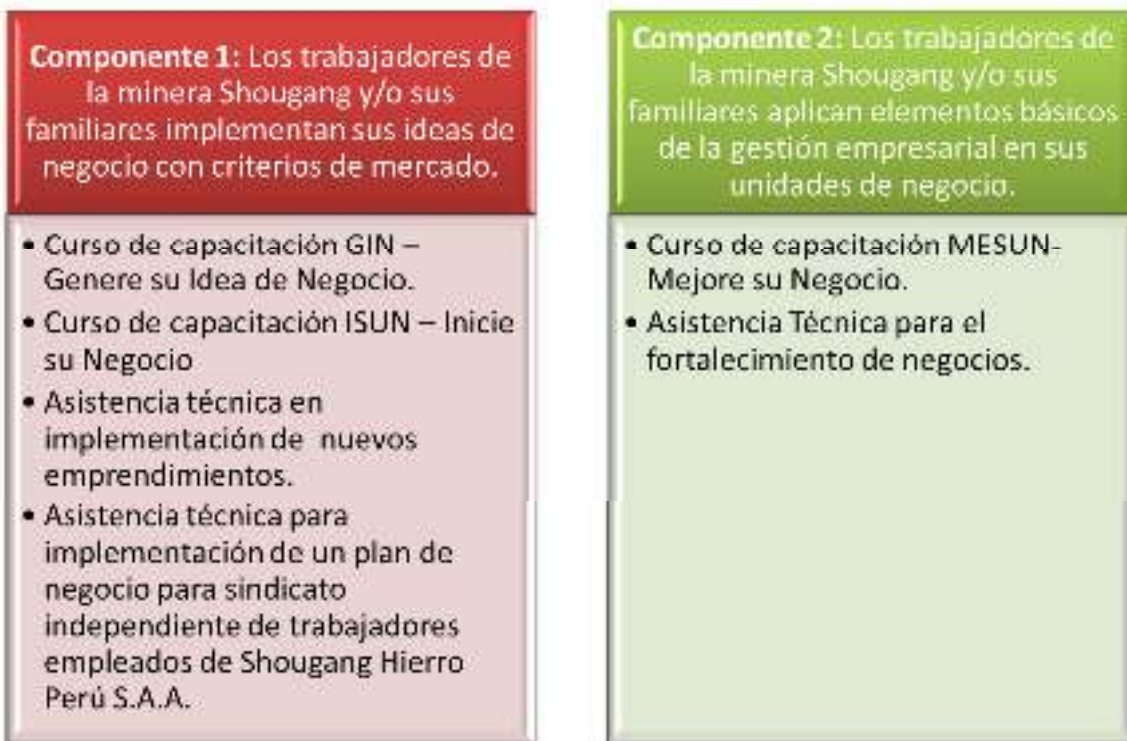 Componente 1: Los trabajadores de
la minera Shougang y/o sus
familiares implementan sus ideas de
negocio con criterios de mercado.
• Curso de capacitación GIN –
Genere su Idea de Negocio.
• Curso de capacitación ISUN – Inicie
su Negocio
• Asistencia técnica en
implementación de nuevos
emprendimientos.
• Asistencia técnica para
implementación de un plan de
negocio para sindicato
independiente de trabajadores
empleados de Shougang Hierro
Perú S.A.A.
Componente 2: Los trabajadores de
la minera Shougang y/o sus
familiares aplican elementos básicos
de la gestión empresarial en sus
unidades de negocio.
• Curso de capacitación MESUN-
Mejore su Negocio.
• Asistencia Técnica para el
fortalecimiento de negocios.